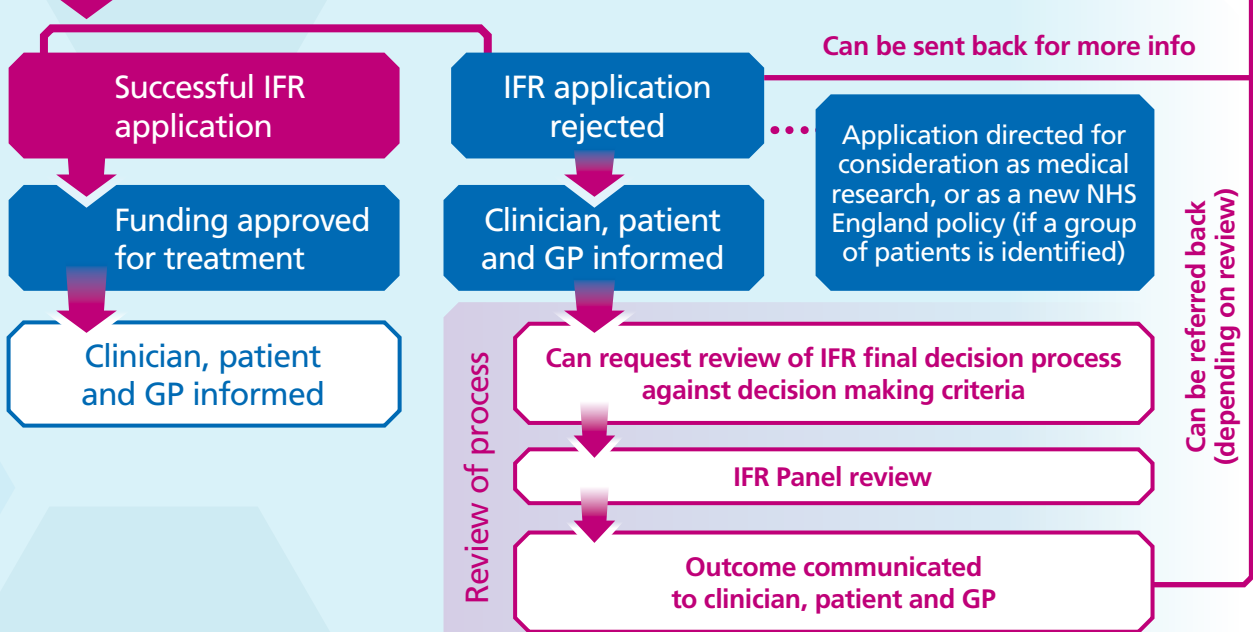 Can be sent back for more info
Successful IFR
application
IFR application
rejected
Application directed for
consideration as medical
research, or as a new NHS
England policy (if a group
of patients is identified)
Funding approved
for treatment
Clinician, patient
and GP informed
Clinician, patient
and GP informed
Can be referred back
(depending on review)
Review of process
Can request review of IFR final decision process
against decision making criteria
IFR Panel review
Outcome communicated
to clinician, patient and GP